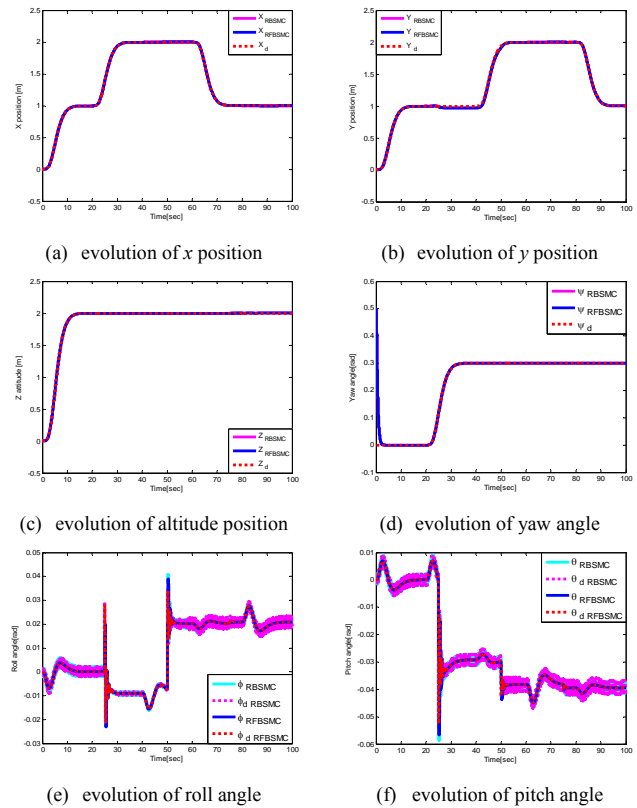 X RBSMC
X RFBSMC
X d
X position [m]
2.5
2
1.5
1
0.5
0
-0.5
0 10 20 30 40 50 60 70 80 90 100
Time[sec]
(a) evolution of x position
Y RBSMC
Y RFBSMC
Y d
Y position [m]
2.5
2
1.5
1
0.5
0
-0.5
0 10 20 30 40 50 60 70 80 90 100
Time[sec]
(b) evolution of y position
Z altitude [m]
2.5
2
1.5
1
0.5
0
-0.5
Z RBSMC
Z RFBSMC
Z d
0 10 20 30 40 50 60 70 80 90 100
Time[sec]
(c) evolution of altitude position
ψ RBSMC
ψ RFBSMC
ψ d
Yaw angle[rad]
0.6
0.5
0.4
0.3
0.2
0.1
0
-0.1
0 10 20 30 40 50 60 70 80 90 100
Time[sec]
(d) evolution of yaw angle
Roll angle[rad]
0.05
0.04
0.03
0.02
0.01
0
-0.01
-0.02
-0.03
ϕ RBSMC
ϕ d RBSMC
ϕ RFBSMC
ϕ d RFBSMC
0 10 20 30 40 50 60 70 80 90 100
Time[sec]
(e) evolution of roll angle
θ RBSMC
θ d RBSMC
θ RFBSMC
θ d RFBSMC
Pitch angle[rad]
0.01
0
-0.01
-0.02
-0.03
-0.04
-0.05
-0.06
0 10 20 30 40 50 60 70 80 90 100
Time[sec]
(f) evolution of pitch angle